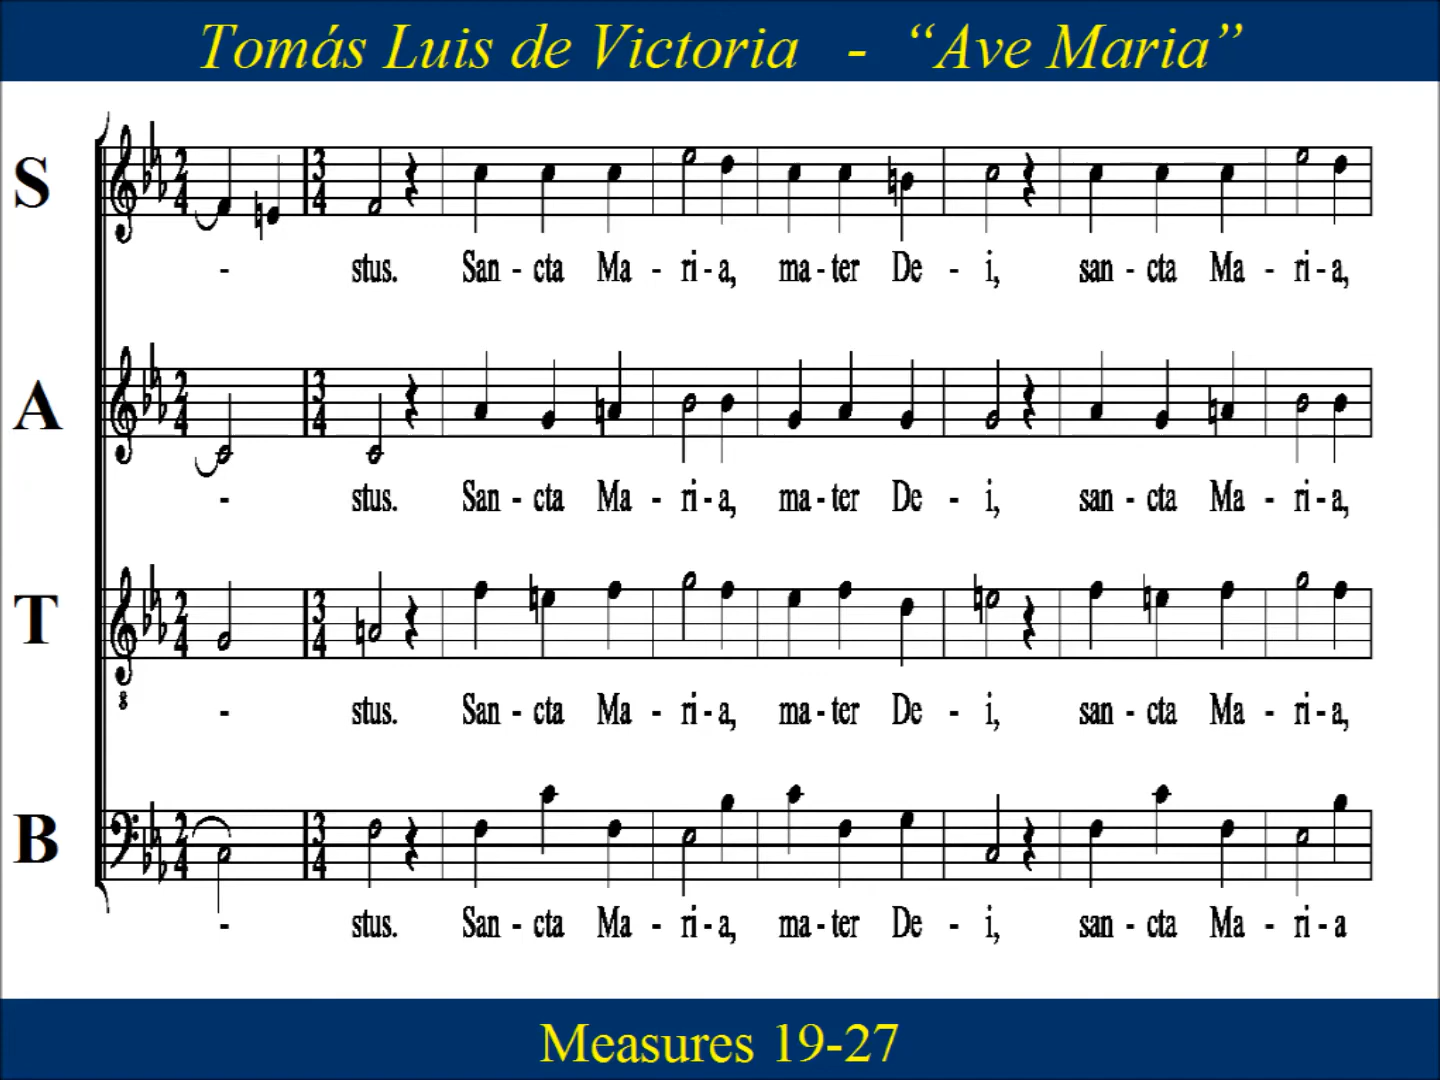 Tomás Luis de Victoria - “Ave Maria”
S
- stus. San - cta Ma - ri - a, ma - ter De - i, san - cta Ma - ri - a,
A
- stus. San - cta Ma - ri - a, ma - ter De - i, san - cta Ma - ri - a,
T
8
- stus. San - cta Ma - ri - a, ma - ter De - i, san - cta Ma - ri - a,
B
- stus. San - cta Ma - ri - a, ma - ter De - i, san - cta Ma - ri - a
Measures 19-27